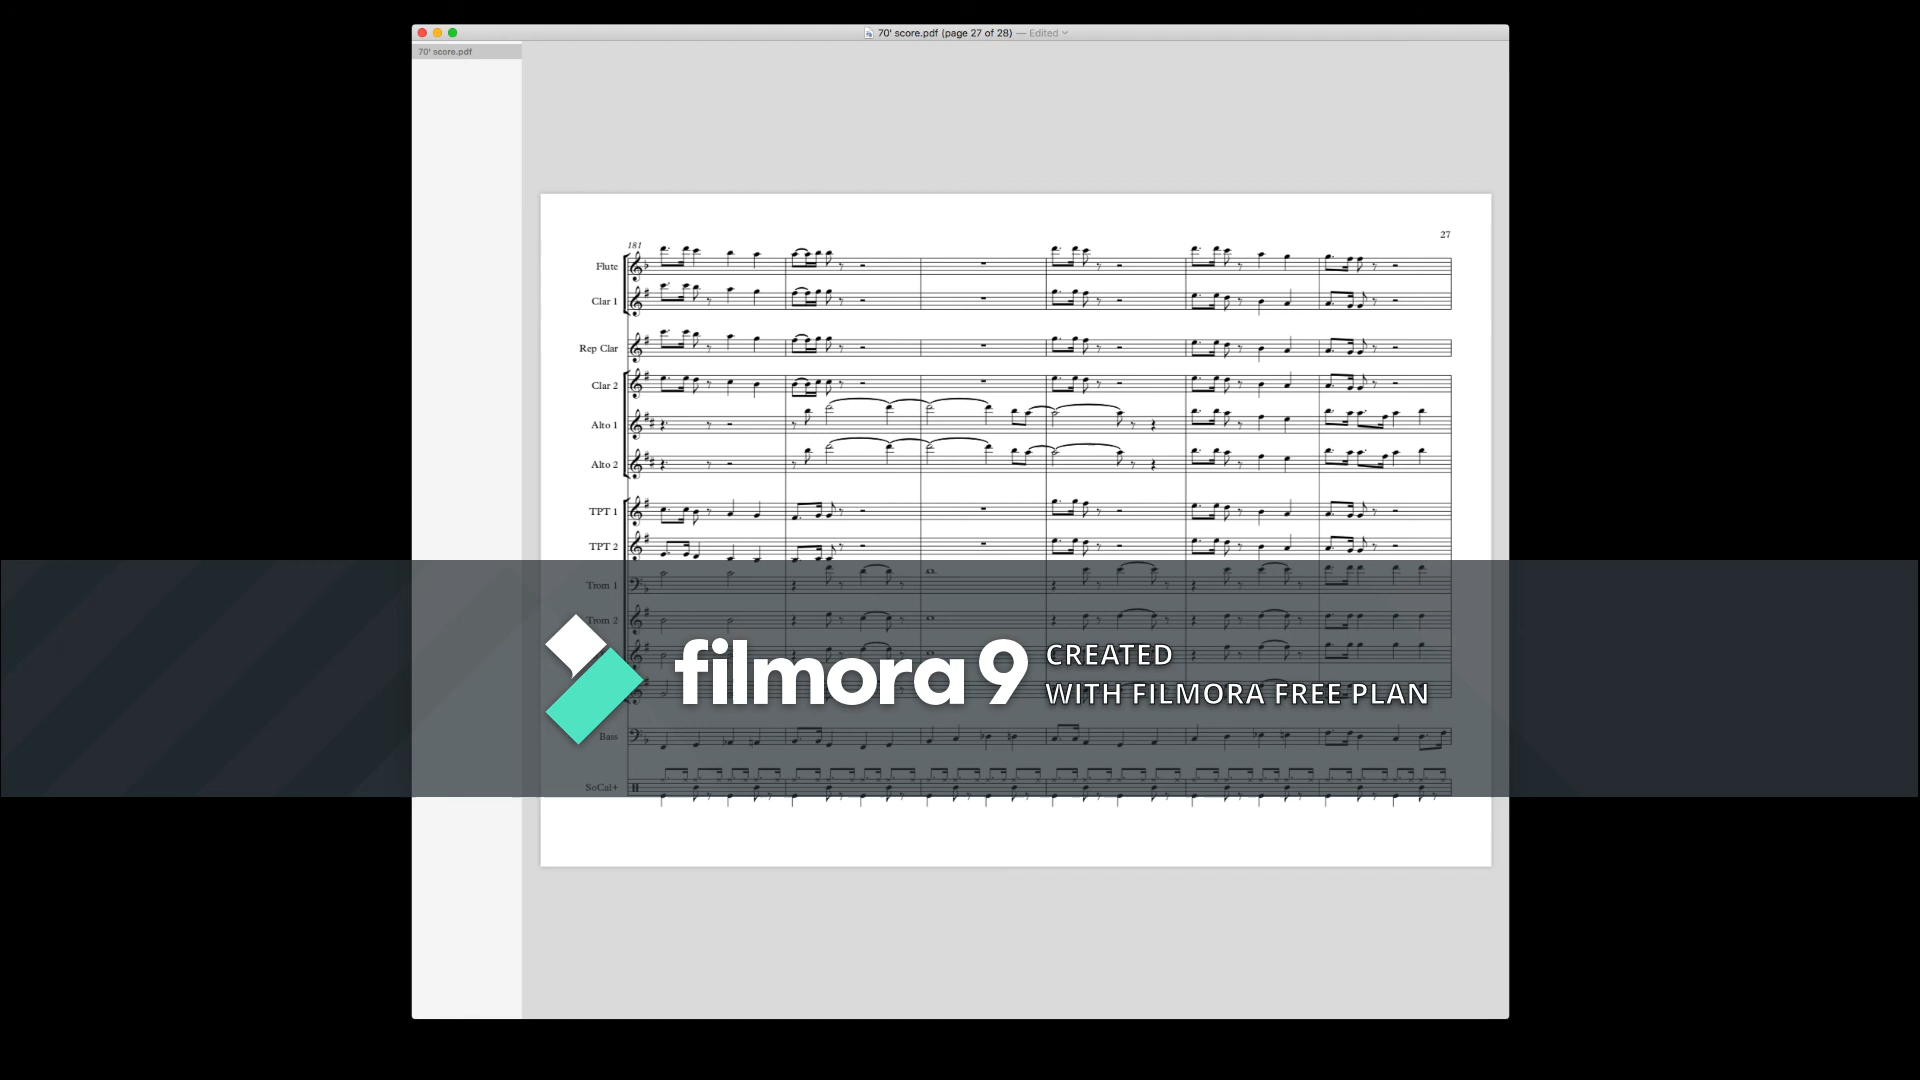 70' score.pdf (page 27 of 28) — Edited
70' score.pdf
27
181
Flute
Clar 1
Rep Clar
Clar 2
Alto 1
Alto 2
TPT 1
TPT 2
Trom 1
Trom 2
filmora 9
CREATED
WITH FILMORA FREE PLAN
Bass
SoCal+